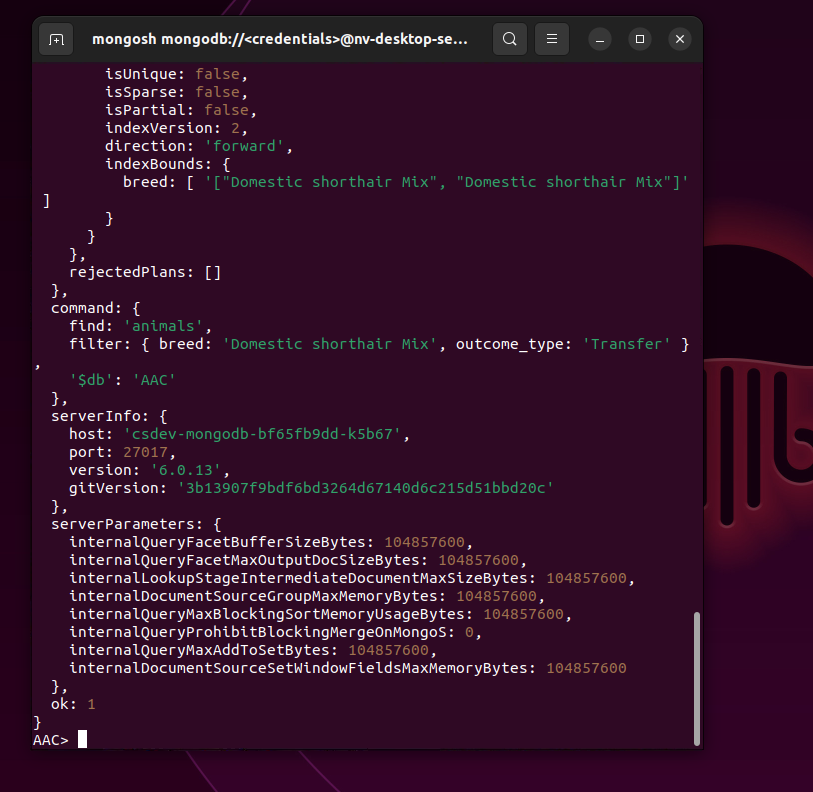 mongosh mongodb://<credentials>@nv-desktop-se...
isUnique: false,
isSparse: false,
isPartial: false,
indexVersion: 2,
direction: 'forward',
indexBounds: {
breed: [ '["Domestic shorthair Mix", "Domestic shorthair Mix"]'
]
}
}
},
rejectedPlans: []
},
command: {
find: 'animals',
filter: { breed: 'Domestic shorthair Mix', outcome_type: 'Transfer' }
,
'$db': 'AAC'
},
serverInfo: {
host: 'csdev-mongodb-bf65fb9dd-k5b67',
port: 27017,
version: '6.0.13',
gitVersion: '3b13907f9bdf6bd3264d67140d6c215d51bbd20c'
},
serverParameters: {
internalQueryFacetBufferSizeBytes: 104857600,
internalQueryFacetMaxOutputDocSizeBytes: 104857600,
internalLookupStageIntermediateDocumentMaxSizeBytes: 104857600,
internalDocumentSourceGroupMaxMemoryBytes: 104857600,
internalQueryMaxBlockingSortMemoryUsageBytes: 104857600,
internalQueryProhibitBlockingMergeOnMongoS: 0,
internalQueryMaxAddToSetBytes: 104857600,
internalDocumentSourceSetWindowFieldsMaxMemoryBytes: 104857600
},
ok: 1
}
AAC>